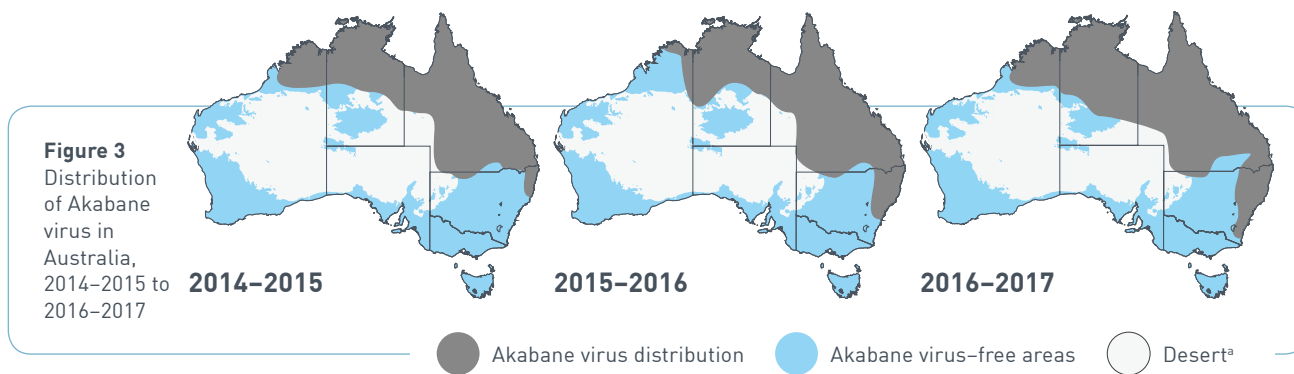 Figure 3
Distribution
of Akabane
virus in
Australia,
2014–2015 to
2016–2017
2014–2015
2015–2016
2016–2017
Akabane virus distribution
Akabane virus–free areas
Desertᵃ